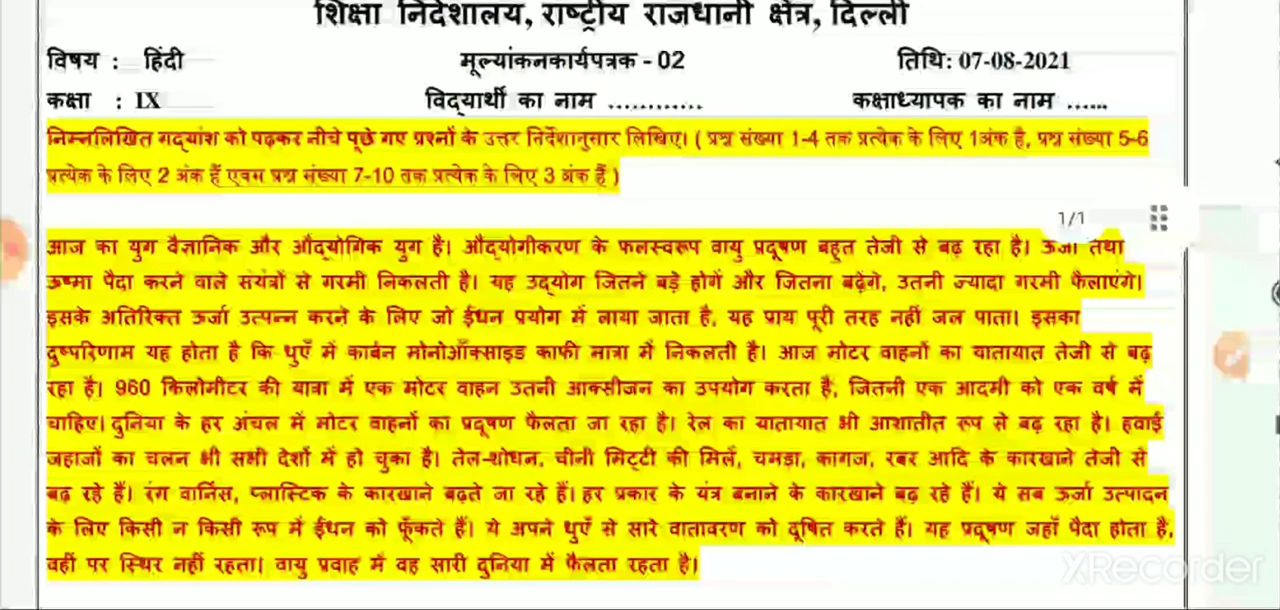 शिक्षा निदेशालय, राष्ट्रीय राजधानी क्षेत्र, दिल्ली
विषय : हिंदी मूल्यांकनकार्यपत्रक - 02 तिथि: 07-08-2021
कक्षा : IX विद्यार्थी का नाम ............ कक्षाध्यापक का नाम ......
निम्नलिखित गद्यांश को पढ़कर नीचे पूछे गए प्रश्नों के उत्तर निर्देशानुसार लिखिए। ( प्रश्न संख्या 1-4 तक प्रत्येक के लिए 1अंक है, प्रश्न संख्या 5-6
प्रत्येक के लिए 2 अंक हैं एवम प्रश्न संख्या 7-10 तक प्रत्येक के लिए 3 अंक हैं )
1/1
आज का युग वैज्ञानिक और औद्योगिक युग है। औद्योगीकरण के फलस्वरूप वायु प्रदूषण बहुत तेजी से बढ़ रहा है। ऊर्जा तथा
ऊष्मा पैदा करने वाले संयंत्रों से गरमी निकलती है। यह उद्योग जितने बड़े होगें और जितना बढ़ेंगे, उतनी ज्यादा गरमी फैलाएंगे।
इसके अतिरिक्त ऊर्जा उत्पन्न करने के लिए जो ईंधन प्रयोग में लाया जाता है, यह प्राय पूरी तरह नहीं जल पाता। इसका
दुष्परिणाम यह होता है कि धुएँ में कार्बन मोनोऑक्साइड काफी मात्रा में निकलती है। आज मोटर वाहनों का यातायात तेजी से बढ़
रहा है। 960 किलोमीटर की यात्रा में एक मोटर वाहन उतनी आक्सीजन का उपयोग करता है, जितनी एक आदमी को एक वर्ष में
चाहिए। दुनिया के हर अंचल में मोटर वाहनों का प्रदूषण फैलता जा रहा है। रेल का यातायात भी आशातीत रूप से बढ़ रहा है। हवाई
जहाजों का चलन भी सभी देशों में हो चुका है। तेल-शोधन, चीनी मिट्टी की मिलें, चमड़ा, कागज, रबर आदि के कारखाने तेजी से
बढ़ रहे हैं। रंग वार्निस, प्लास्टिक के कारखाने बढ़ते जा रहे हैं। हर प्रकार के यंत्र बनाने के कारखाने बढ़ रहे हैं। ये सब ऊर्जा उत्पादन
के लिए किसी न किसी रूप में ईंधन को फूँकते हैं। ये अपने धुएँ से सारे वातावरण को दूषित करते हैं। यह प्रदूषण जहाँ पैदा होता है,
वहीं पर स्थिर नहीं रहता। वायु प्रवाह में वह सारी दुनिया में फैलता रहता है।
XRecorder